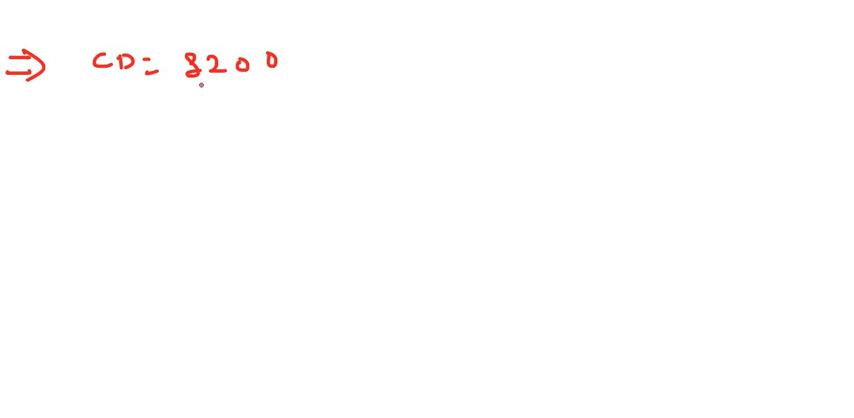 ⇒ CD = 8200